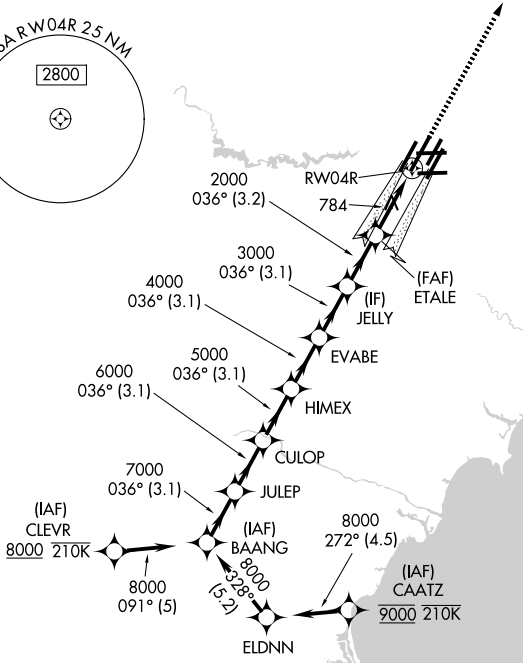 SA RW04R 25 NM
2800
RW04R
784
2000
036° (3.2)
(FAF)
ETALE
3000
036° (3.1)
(IF)
JELLY
4000
036° (3.1)
EVABE
5000
036° (3.1)
HIMEX
6000
036° (3.1)
CULOP
7000
036° (3.1)
JULEP
(IAF)
CLEVR
8000 210K
8000
091° (5)
(IAF)
BAANG
8000
328°
(5.2)
8000
272° (4.5)
(IAF)
CAATZ
9000 210K
ELDNN